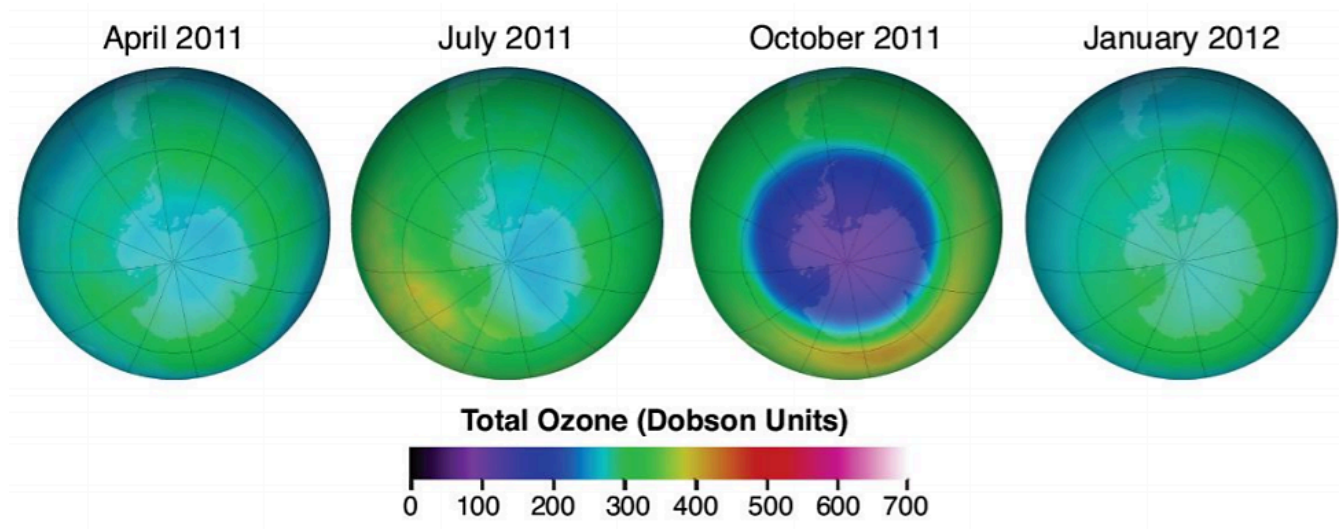 April 2011
July 2011
October 2011
January 2012
Total Ozone (Dobson Units)
0 100 200 300 400 500 600 700